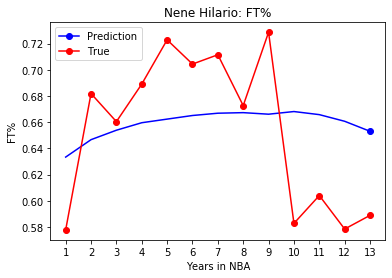 Nene Hilario: FT%
Prediction
True
FT%
0.72
0.70
0.68
0.66
0.64
0.62
0.60
0.58
1 2 3 4 5 6 7 8 9 10 11 12 13
Years in NBA